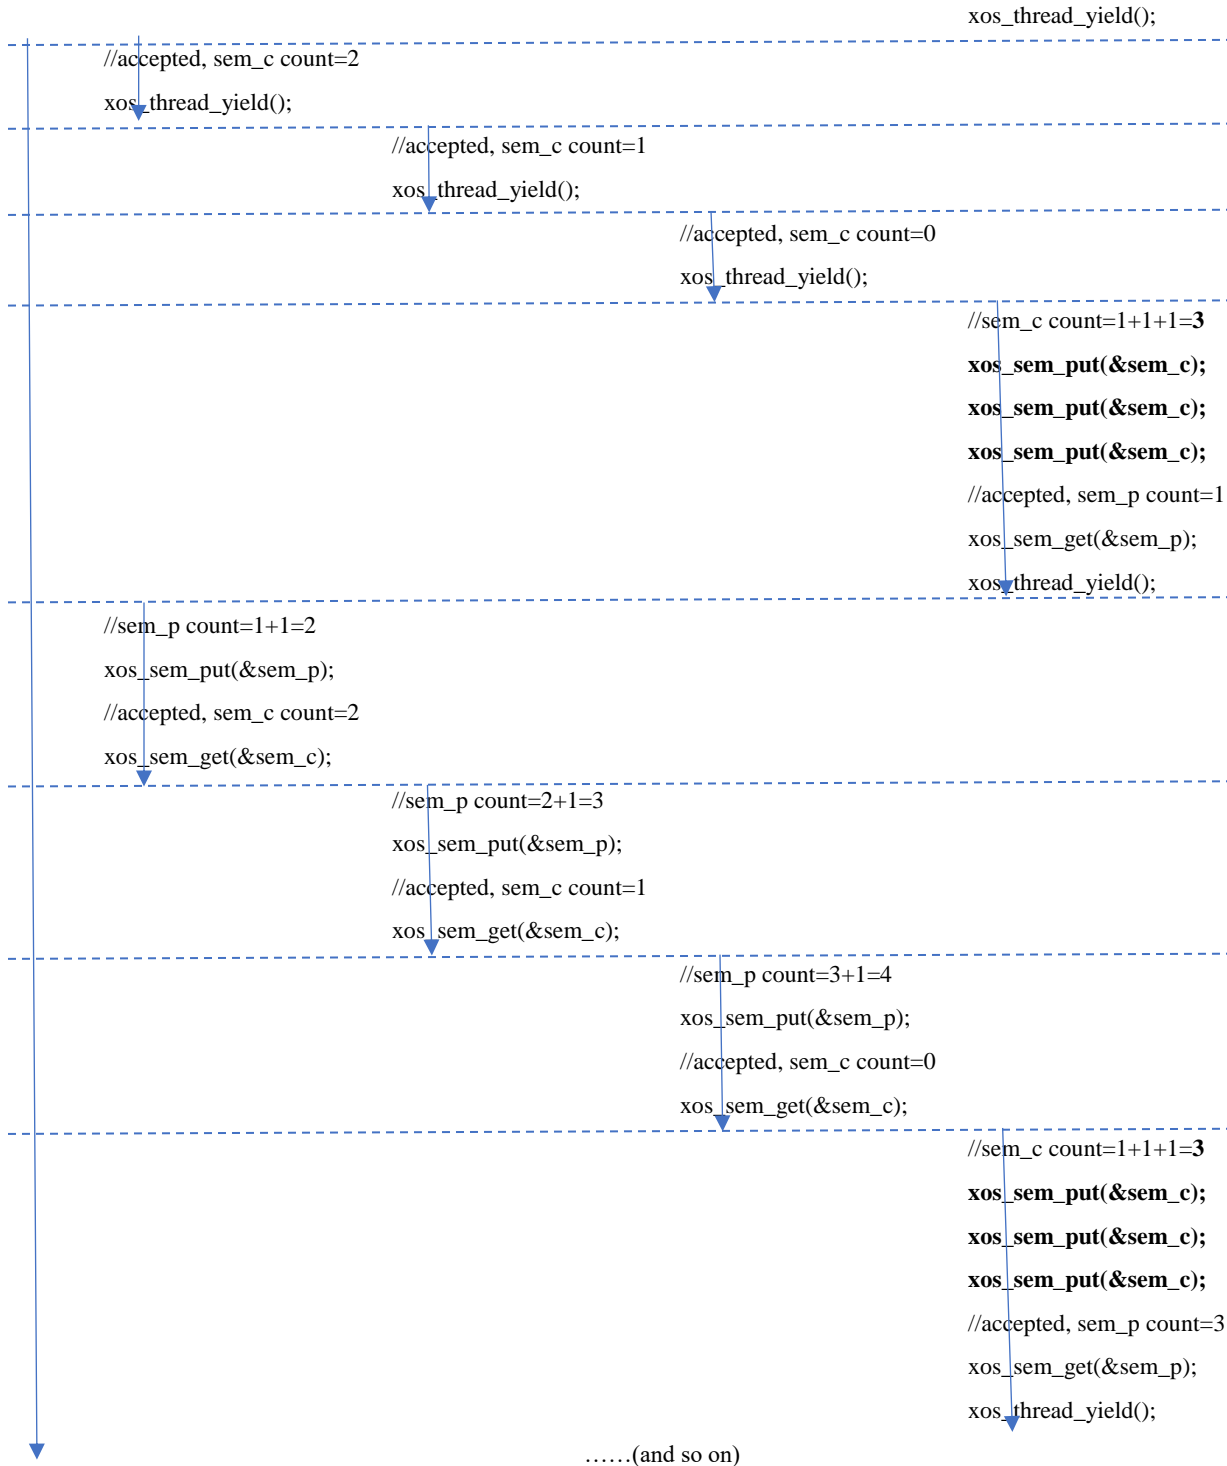 xos_thread_yield();
//accepted, sem_c count=2
xos_thread_yield();
//accepted, sem_c count=1
xos_thread_yield();
//accepted, sem_c count=0
xos_thread_yield();
//sem_c count=1+1+1=3
xos_sem_put(&sem_c);
xos_sem_put(&sem_c);
xos_sem_put(&sem_c);
//accepted, sem_p count=1
xos_sem_get(&sem_p);
xos_thread_yield();
//sem_p count=1+1=2
xos_sem_put(&sem_p);
//accepted, sem_c count=2
xos_sem_get(&sem_c);
//sem_p count=2+1=3
xos_sem_put(&sem_p);
//accepted, sem_c count=1
xos_sem_get(&sem_c);
//sem_p count=3+1=4
xos_sem_put(&sem_p);
//accepted, sem_c count=0
xos_sem_get(&sem_c);
//sem_c count=1+1+1=3
xos_sem_put(&sem_c);
xos_sem_put(&sem_c);
xos_sem_put(&sem_c);
//accepted, sem_p count=3
xos_sem_get(&sem_p);
xos_thread_yield();
……(and so on)